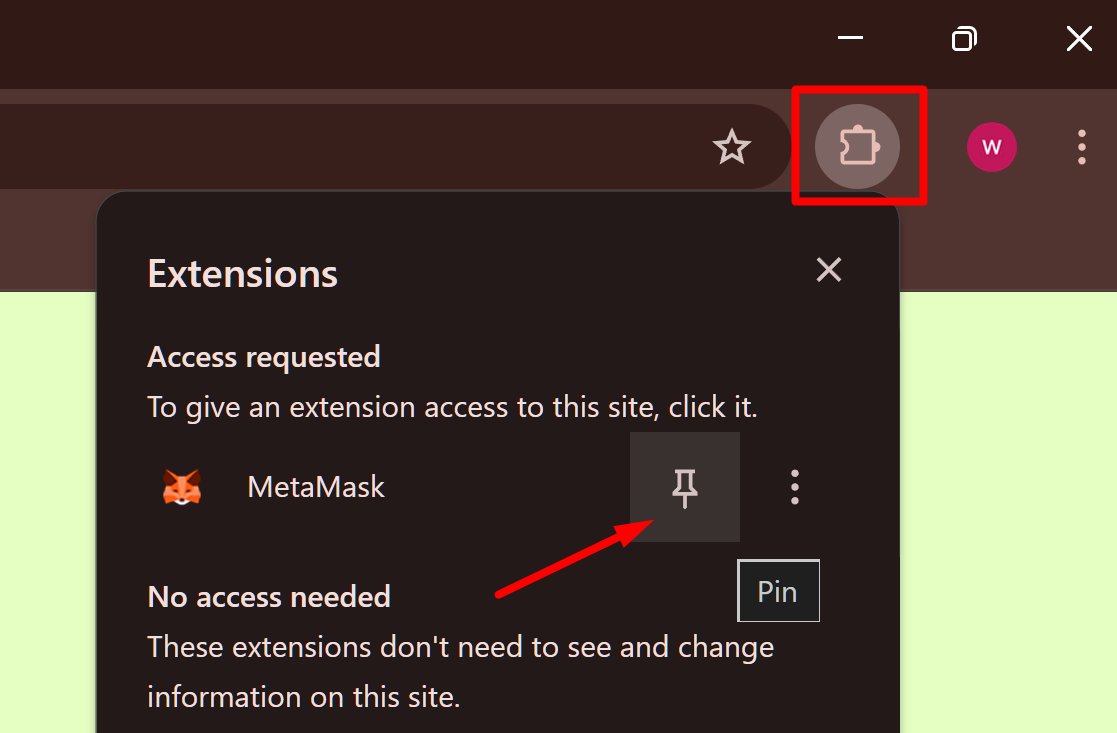 W
Extensions
Access requested
To give an extension access to this site, click it.
MetaMask
No access needed
Pin
These extensions don't need to see and change
information on this site.